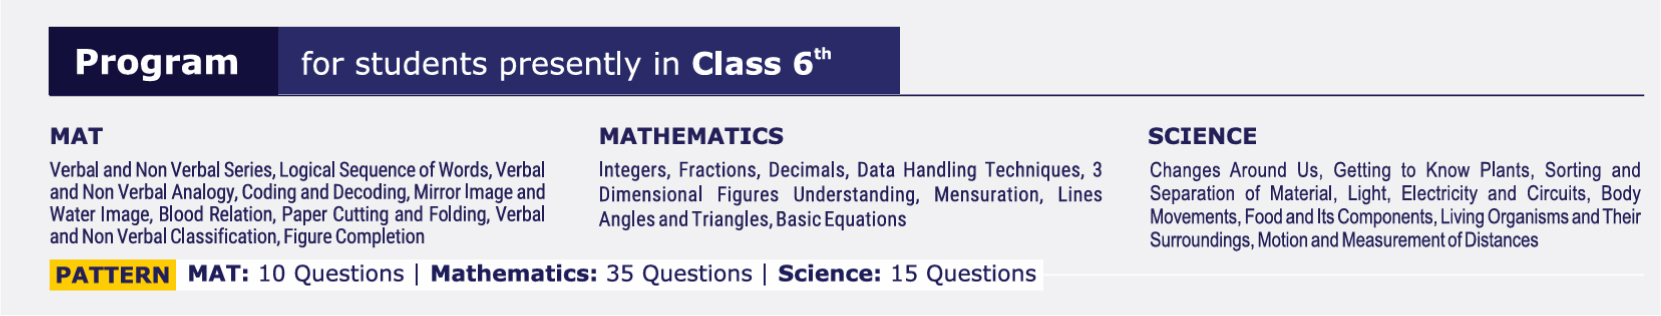 Program for students presently in Class 6th
MAT
Verbal and Non Verbal Series, Logical Sequence of Words, Verbal
and Non Verbal Analogy, Coding and Decoding, Mirror Image and
Water Image, Blood Relation, Paper Cutting and Folding, Verbal
and Non Verbal Classification, Figure Completion
MATHEMATICS
Integers, Fractions, Decimals, Data Handling Techniques, 3
Dimensional Figures Understanding, Mensuration, Lines
Angles and Triangles, Basic Equations
SCIENCE
Changes Around Us, Getting to Know Plants, Sorting and
Separation of Material, Light, Electricity and Circuits, Body
Movements, Food and Its Components, Living Organisms and Their
Surroundings, Motion and Measurement of Distances
PATTERN MAT: 10 Questions | Mathematics: 35 Questions | Science: 15 Questions